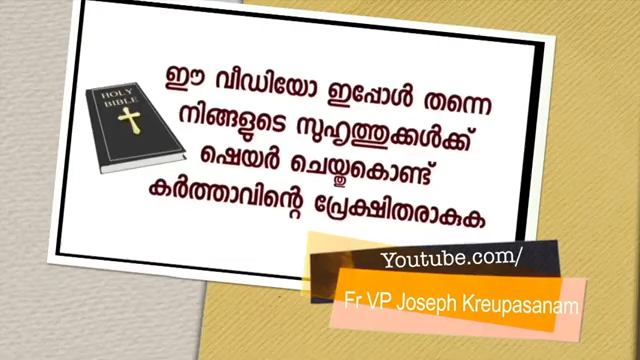 HOLY
BIBLE
ഈ വീഡിയോ ഇപ്പോൾ തന്നെ
നിങ്ങളുടെ സുഹൃത്തുക്കൾക്ക്
ഷെയർ ചെയ്തുകൊണ്ട്
കർത്താവിന്റെ പ്രേക്ഷിതരാകുക
Youtube.com/
Fr VP Joseph Kreupasanam